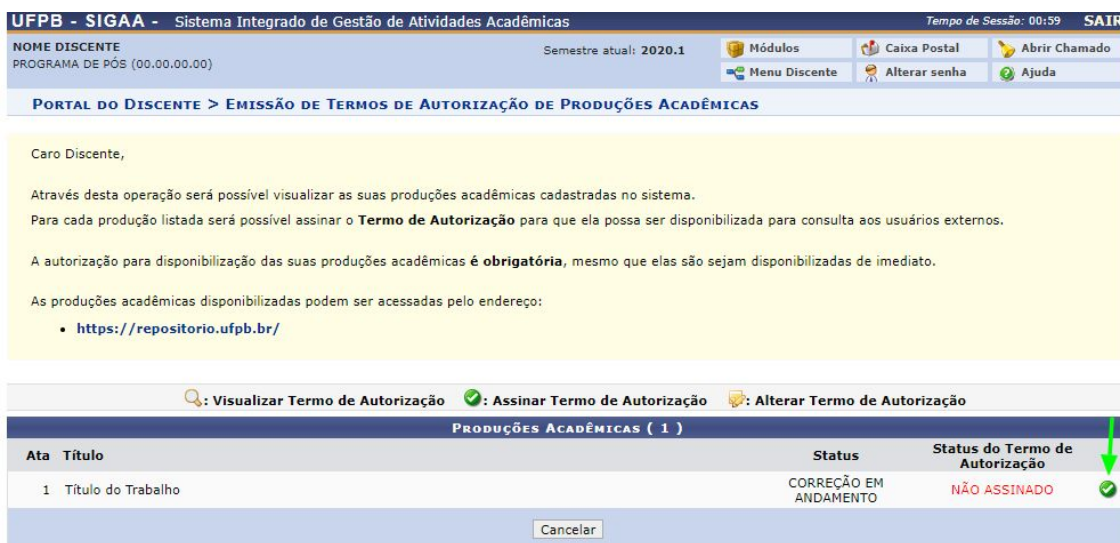 UFPB - SIGAA - Sistema Integrado de Gestão de Atividades Acadêmicas Tempo de Sessão: 00:59 SAIR
NOME DISCENTE Semestre atual: 2020.1 Módulos Caixa Postal Abrir Chamado
PROGRAMA DE PÓS (00.00.00.00) Menu Discente Alterar senha Ajuda
PORTAL DO DISCENTE > EMISSÃO DE TERMOS DE AUTORIZAÇÃO DE PRODUÇÕES ACADÊMICAS
Caro Discente,
Através desta operação será possível visualizar as suas produções acadêmicas cadastradas no sistema.
Para cada produção listada será possível assinar o Termo de Autorização para que ela possa ser disponibilizada para consulta aos usuários externos.
A autorização para disponibilização das suas produções acadêmicas é obrigatória, mesmo que elas são sejam disponibilizadas de imediato.
As produções acadêmicas disponibilizadas podem ser acessadas pelo endereço:
• https://repositorio.ufpb.br/
: Visualizar Termo de Autorização : Assinar Termo de Autorização : Alterar Termo de Autorização
PRODUÇÕES ACADÊMICAS ( 1 )
Ata Título Status Status do Termo de Autorização
1 Título do Trabalho CORREÇÃO EM ANDAMENTO NÃO ASSINADO
Cancelar